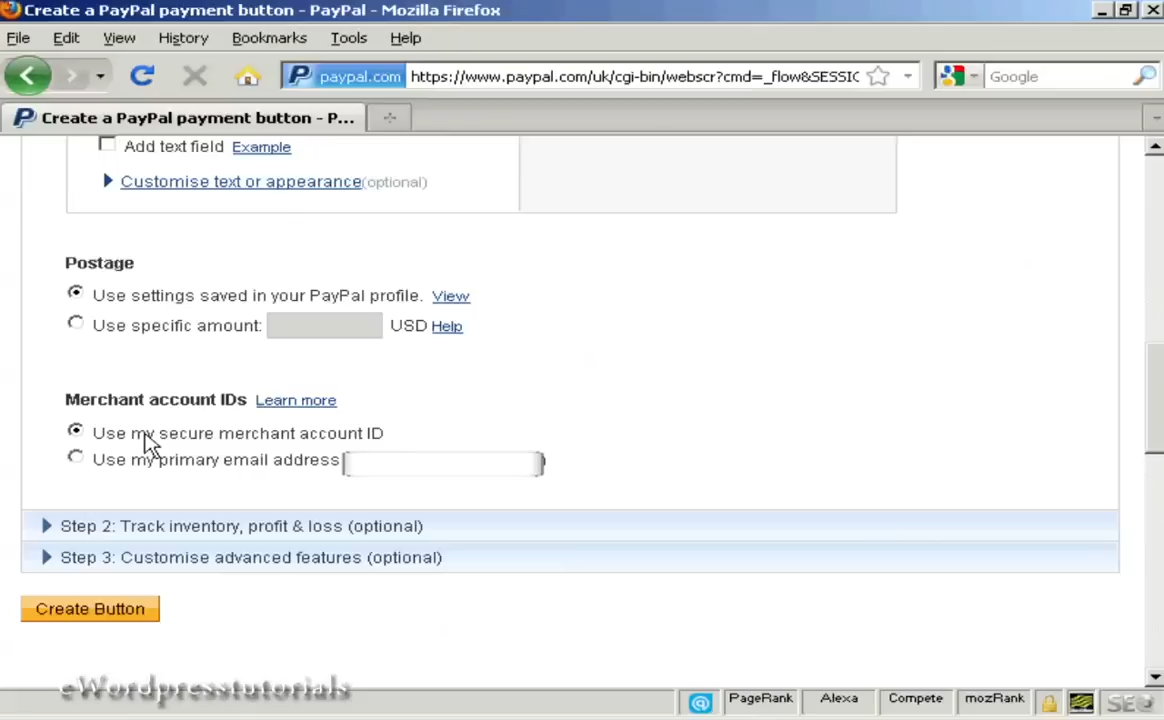 Create a PayPal payment button - PayPal - Mozilla Firefox
File Edit View History Bookmarks Tools Help
paypal.com https://www.paypal.com/uk/cgi-bin/webscr?cmd=_flow&SESSIC Google
Create a PayPal payment button - P...
Add text field Example
Customise text or appearance(optional)
Postage
Use settings saved in your PayPal profile. View
Use specific amount: USD Help
Merchant account IDs Learn more
Use my secure merchant account ID
Use my primary email address
Step 2: Track inventory, profit & loss (optional)
Step 3: Customise advanced features (optional)
Create Button
eWordpresstutorials
PageRank Alexa Compete mozRank SEO